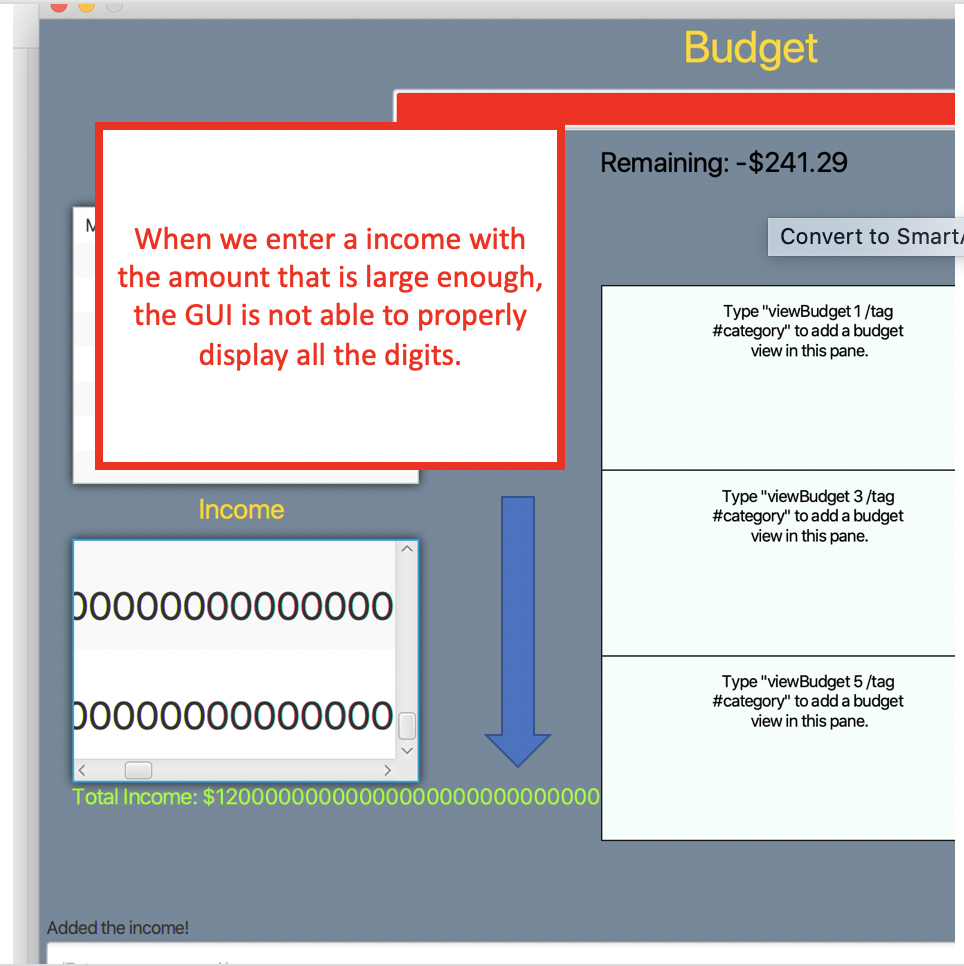 Budget
Remaining: -$241.29
Convert to Smart
When we enter a income with
the amount that is large enough,
the GUI is not able to properly
display all the digits.
Type "viewBudget 1 /tag
#category" to add a budget
view in this pane.
Income
Type "viewBudget 3 /tag
#category" to add a budget
view in this pane.
00000000000000
00000000000000
Type "viewBudget 5 /tag
#category" to add a budget
view in this pane.
Total Income: $1200000000000000000000000000000
Added the income!